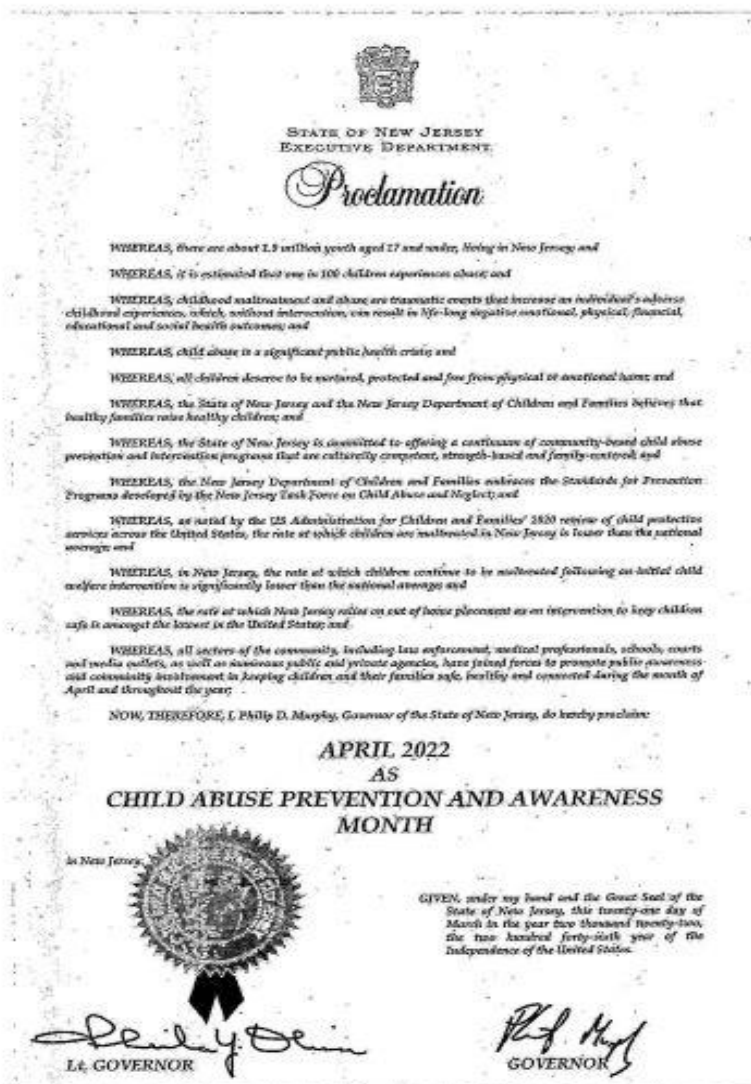 STATE OF NEW JERSEY
EXECUTIVE DEPARTMENT
Proclamation
WHEREAS, there are about 1.9 million youth aged 17 and under, living in New Jersey; and
WHEREAS, it is estimated that one in 100 children experiences abuse; and
WHEREAS, childhood maltreatment and abuse are traumatic events that increase an individual's adverse
childhood experiences, which, without intervention, can result in life-long negative emotional, physical, financial,
educational and social health outcomes; and
WHEREAS, child abuse is a significant public health crisis; and
WHEREAS, all children deserve to be nurtured, protected and free from physical or emotional harm; and
WHEREAS, the State of New Jersey and the New Jersey Department of Children and Families believes that
healthy families raise healthy children; and
WHEREAS, the State of New Jersey is committed to offering a continuum of community-based child abuse
prevention and intervention programs that are culturally competent, strength-based and family-centered; and
WHEREAS, the New Jersey Department of Children and Families embraces the Standards for Prevention
Programs developed by the New Jersey Task Force on Child Abuse and Neglect; and
WHEREAS, as noted by the US Administration for Children and Families' 2020 review of child protective
services across the United States, the rate at which children are maltreated in New Jersey is lower than the national
average; and
WHEREAS, in New Jersey, the rate at which children continue to be maltreated following an initial child
welfare intervention is significantly lower than the national average; and
WHEREAS, the rate at which New Jersey relies on out of home placement as an intervention to keep children
safe is amongst the lowest in the United States; and
WHEREAS, all sectors of the community, including law enforcement, medical professionals, schools, courts
and media outlets, as well as numerous public and private agencies, have joined forces to promote public awareness
and community involvement in keeping children and their families safe, healthy and connected during the month of
April and throughout the year;
NOW, THEREFORE, I, Philip D. Murphy, Governor of the State of New Jersey, do hereby proclaim:
APRIL 2022
AS
CHILD ABUSE PREVENTION AND AWARENESS
MONTH
in New Jersey.
GIVEN, under my hand and the Great Seal of the
State of New Jersey, this twenty-one day of
March in the year two thousand twenty-two,
the two hundred forty-sixth year of the
Independence of the United States.
Lt. GOVERNOR
GOVERNOR